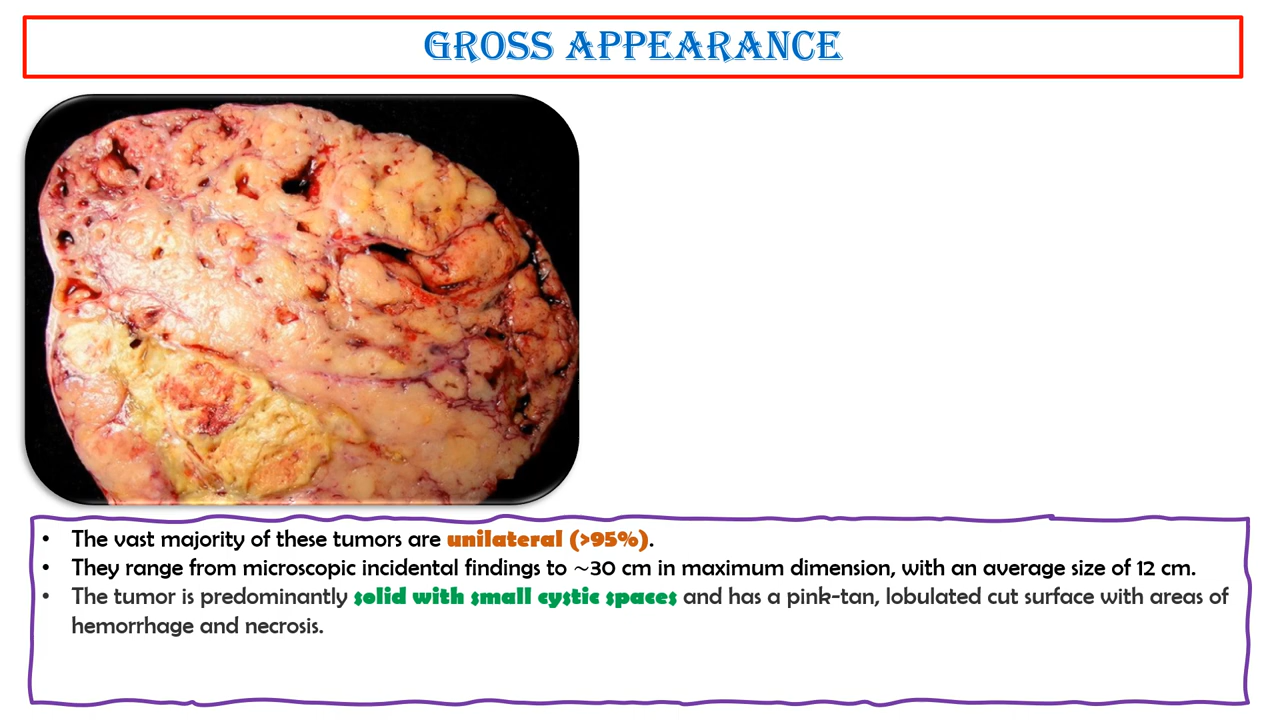 GROSS APPEARANCE
• The vast majority of these tumors are unilateral (>95%).
• They range from microscopic incidental findings to ~30 cm in maximum dimension, with an average size of 12 cm.
• The tumor is predominantly solid with small cystic spaces and has a pink-tan, lobulated cut surface with areas of
hemorrhage and necrosis.